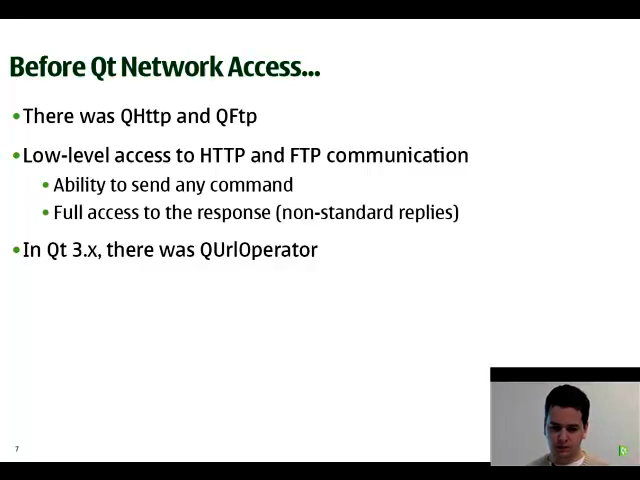 Before Qt Network Access...
•There was QHttp and QFtp
•Low-level access to HTTP and FTP communication
•Ability to send any command
•Full access to the response (non-standard replies)
•In Qt 3.x, there was QUrlOperator
7
Qt